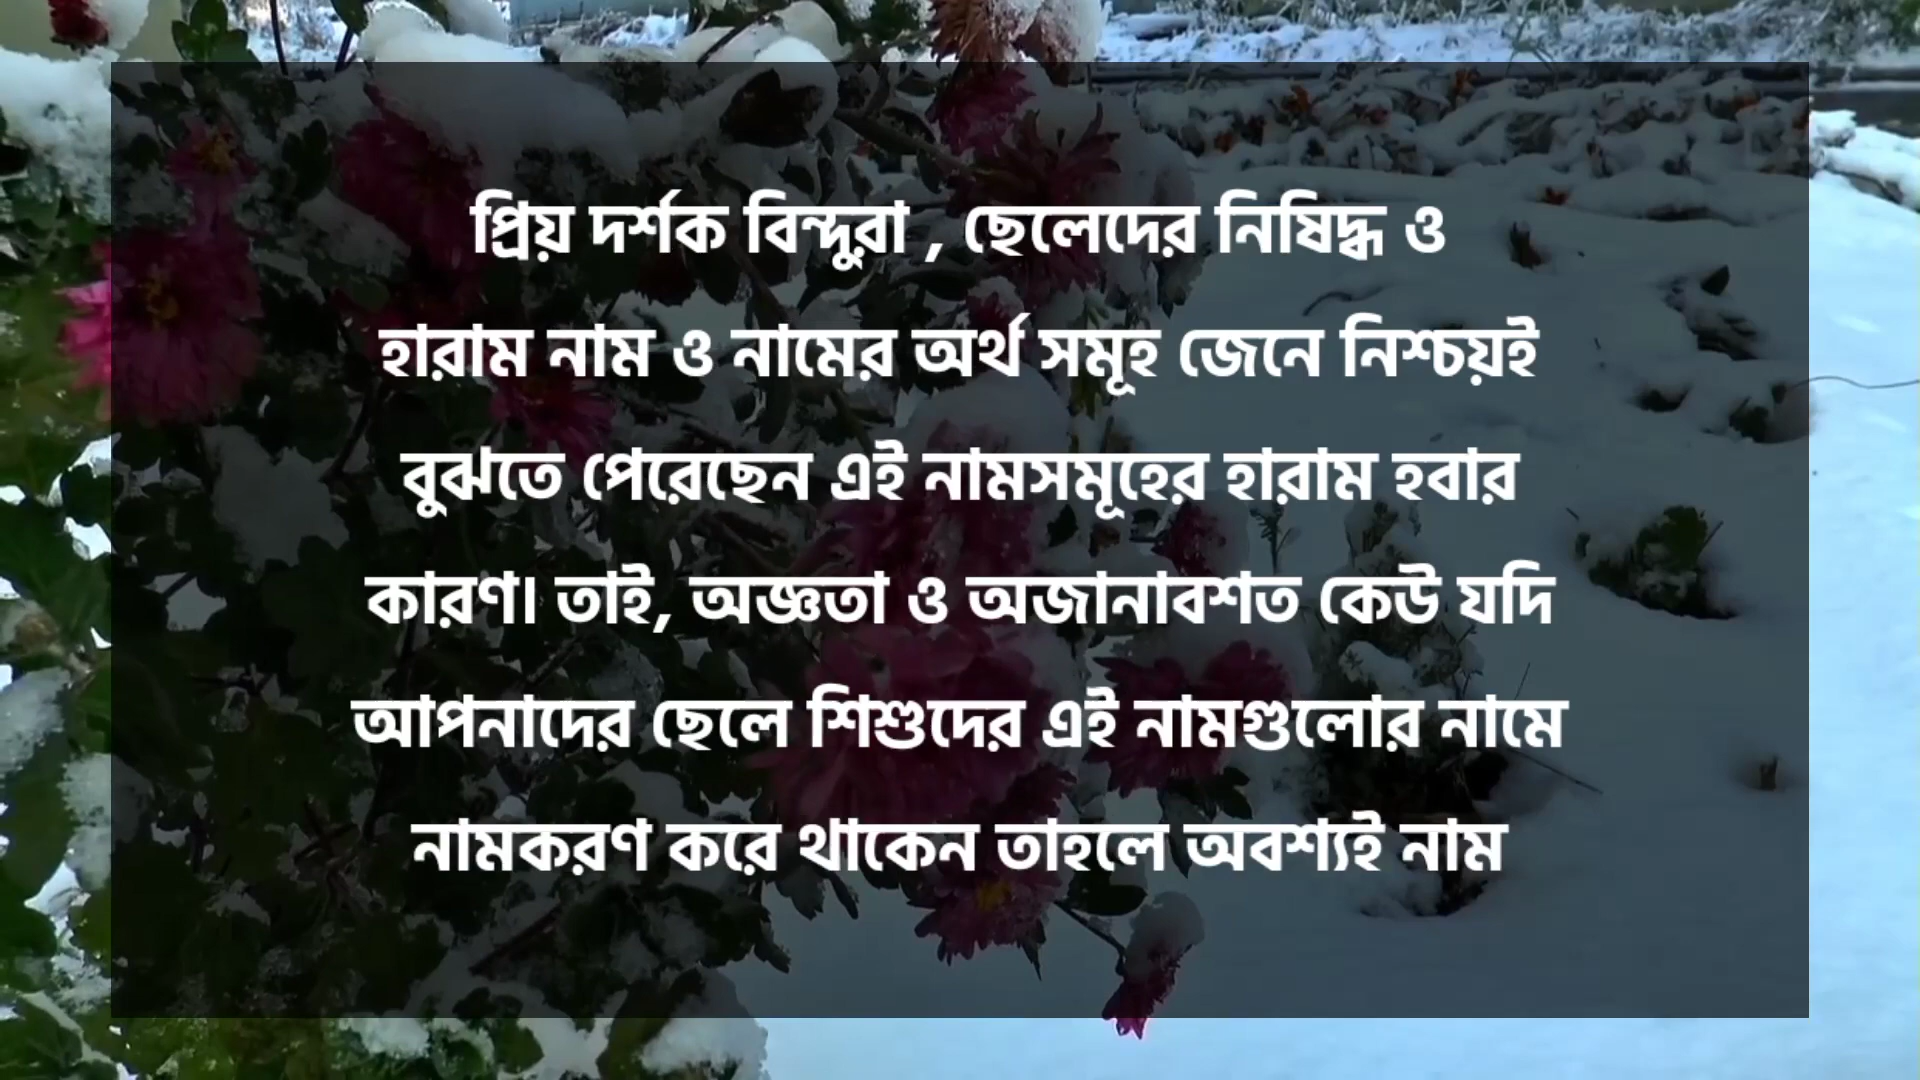 প্রিয় দর্শক বিন্দুরা , ছেলেদের নিষিদ্ধ ও
হারাম নাম ও নামের অর্থ সমূহ জেনে নিশ্চয়ই
বুঝতে পেরেছেন এই নামসমূহের হারাম হবার
কারণ। তাই, অজ্ঞতা ও অজানাবশত কেউ যদি
আপনাদের ছেলে শিশুদের এই নামগুলোর নামে
নামকরণ করে থাকেন তাহলে অবশ্যই নাম